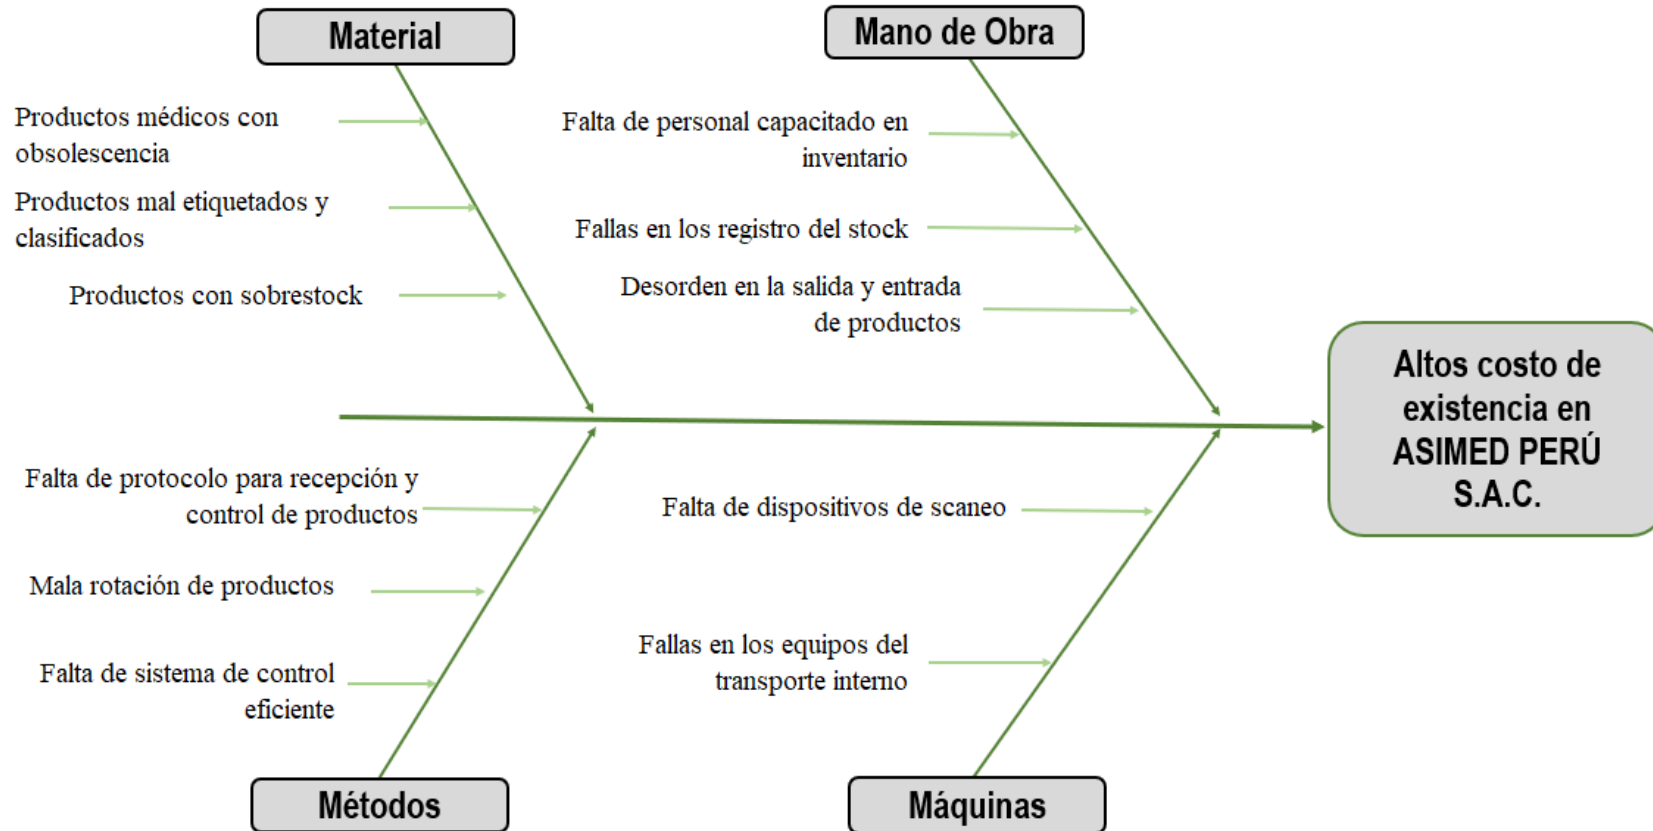 Material
Mano de Obra
Productos médicos con
obsolescencia
Productos mal etiquetados y
clasificados
Productos con sobrestock
Falta de personal capacitado en
inventario
Fallas en los registro del stock
Desorden en la salida y entrada
de productos
Altos costo de
existencia en
ASIMED PERÚ
S.A.C.
Falta de protocolo para recepción y
control de productos
Mala rotación de productos
Falta de sistema de control
eficiente
Falta de dispositivos de scaneo
Fallas en los equipos del
transporte interno
Métodos
Máquinas